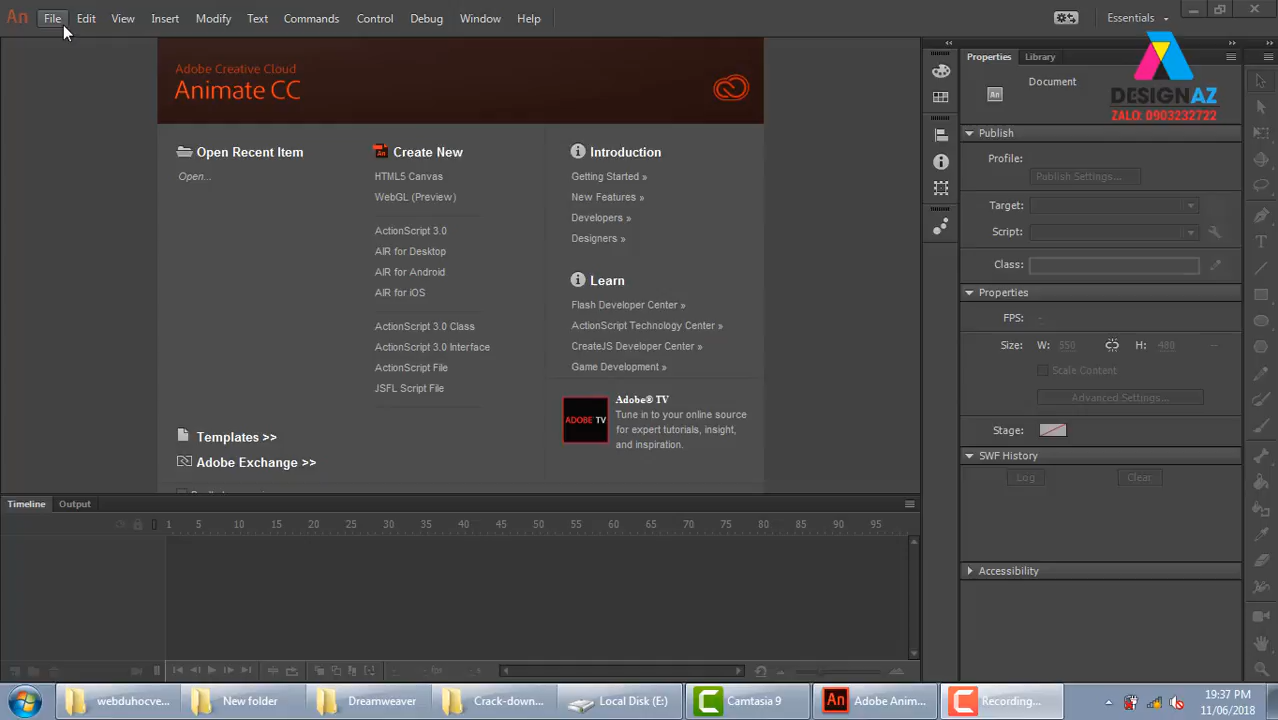 An File Edit View Insert Modify Text Commands Control Debug Window Help Essentials
Adobe Creative Cloud
Animate CC
Open Recent Item
Open...
Templates >>
Adobe Exchange >>
Create New
HTML5 Canvas
WebGL (Preview)
ActionScript 3.0
AIR for Desktop
AIR for Android
AIR for iOS
ActionScript 3.0 Class
ActionScript 3.0 Interface
ActionScript File
JSFL Script File
Introduction
Getting Started »
New Features »
Developers »
Designers »
Learn
Flash Developer Center »
ActionScript Technology Center »
CreateJS Developer Center »
Game Development »
ADOBE TV
Adobe® TV
Tune in to your online source
for expert tutorials, insight,
and inspiration.
Properties Library
An Document
DESIGNAZ
ZALO: 0903232722
Publish
Profile:
Publish Settings...
Target:
Script:
Class:
Properties
FPS: -
Size: W: 550 H: 480
Scale Content
Advanced Settings...
Stage:
SWF History
Log Clear
Accessibility
Timeline Output
1 5 10 15 20 25 30 35 40 45 50 55 60 65 70 75 80 85 90 95
webduhocve... New folder Dreamweaver Crack-down... Local Disk (E:) Camtasia 9 An Adobe Anim... Recording...
19:37 PM
11/06/2018